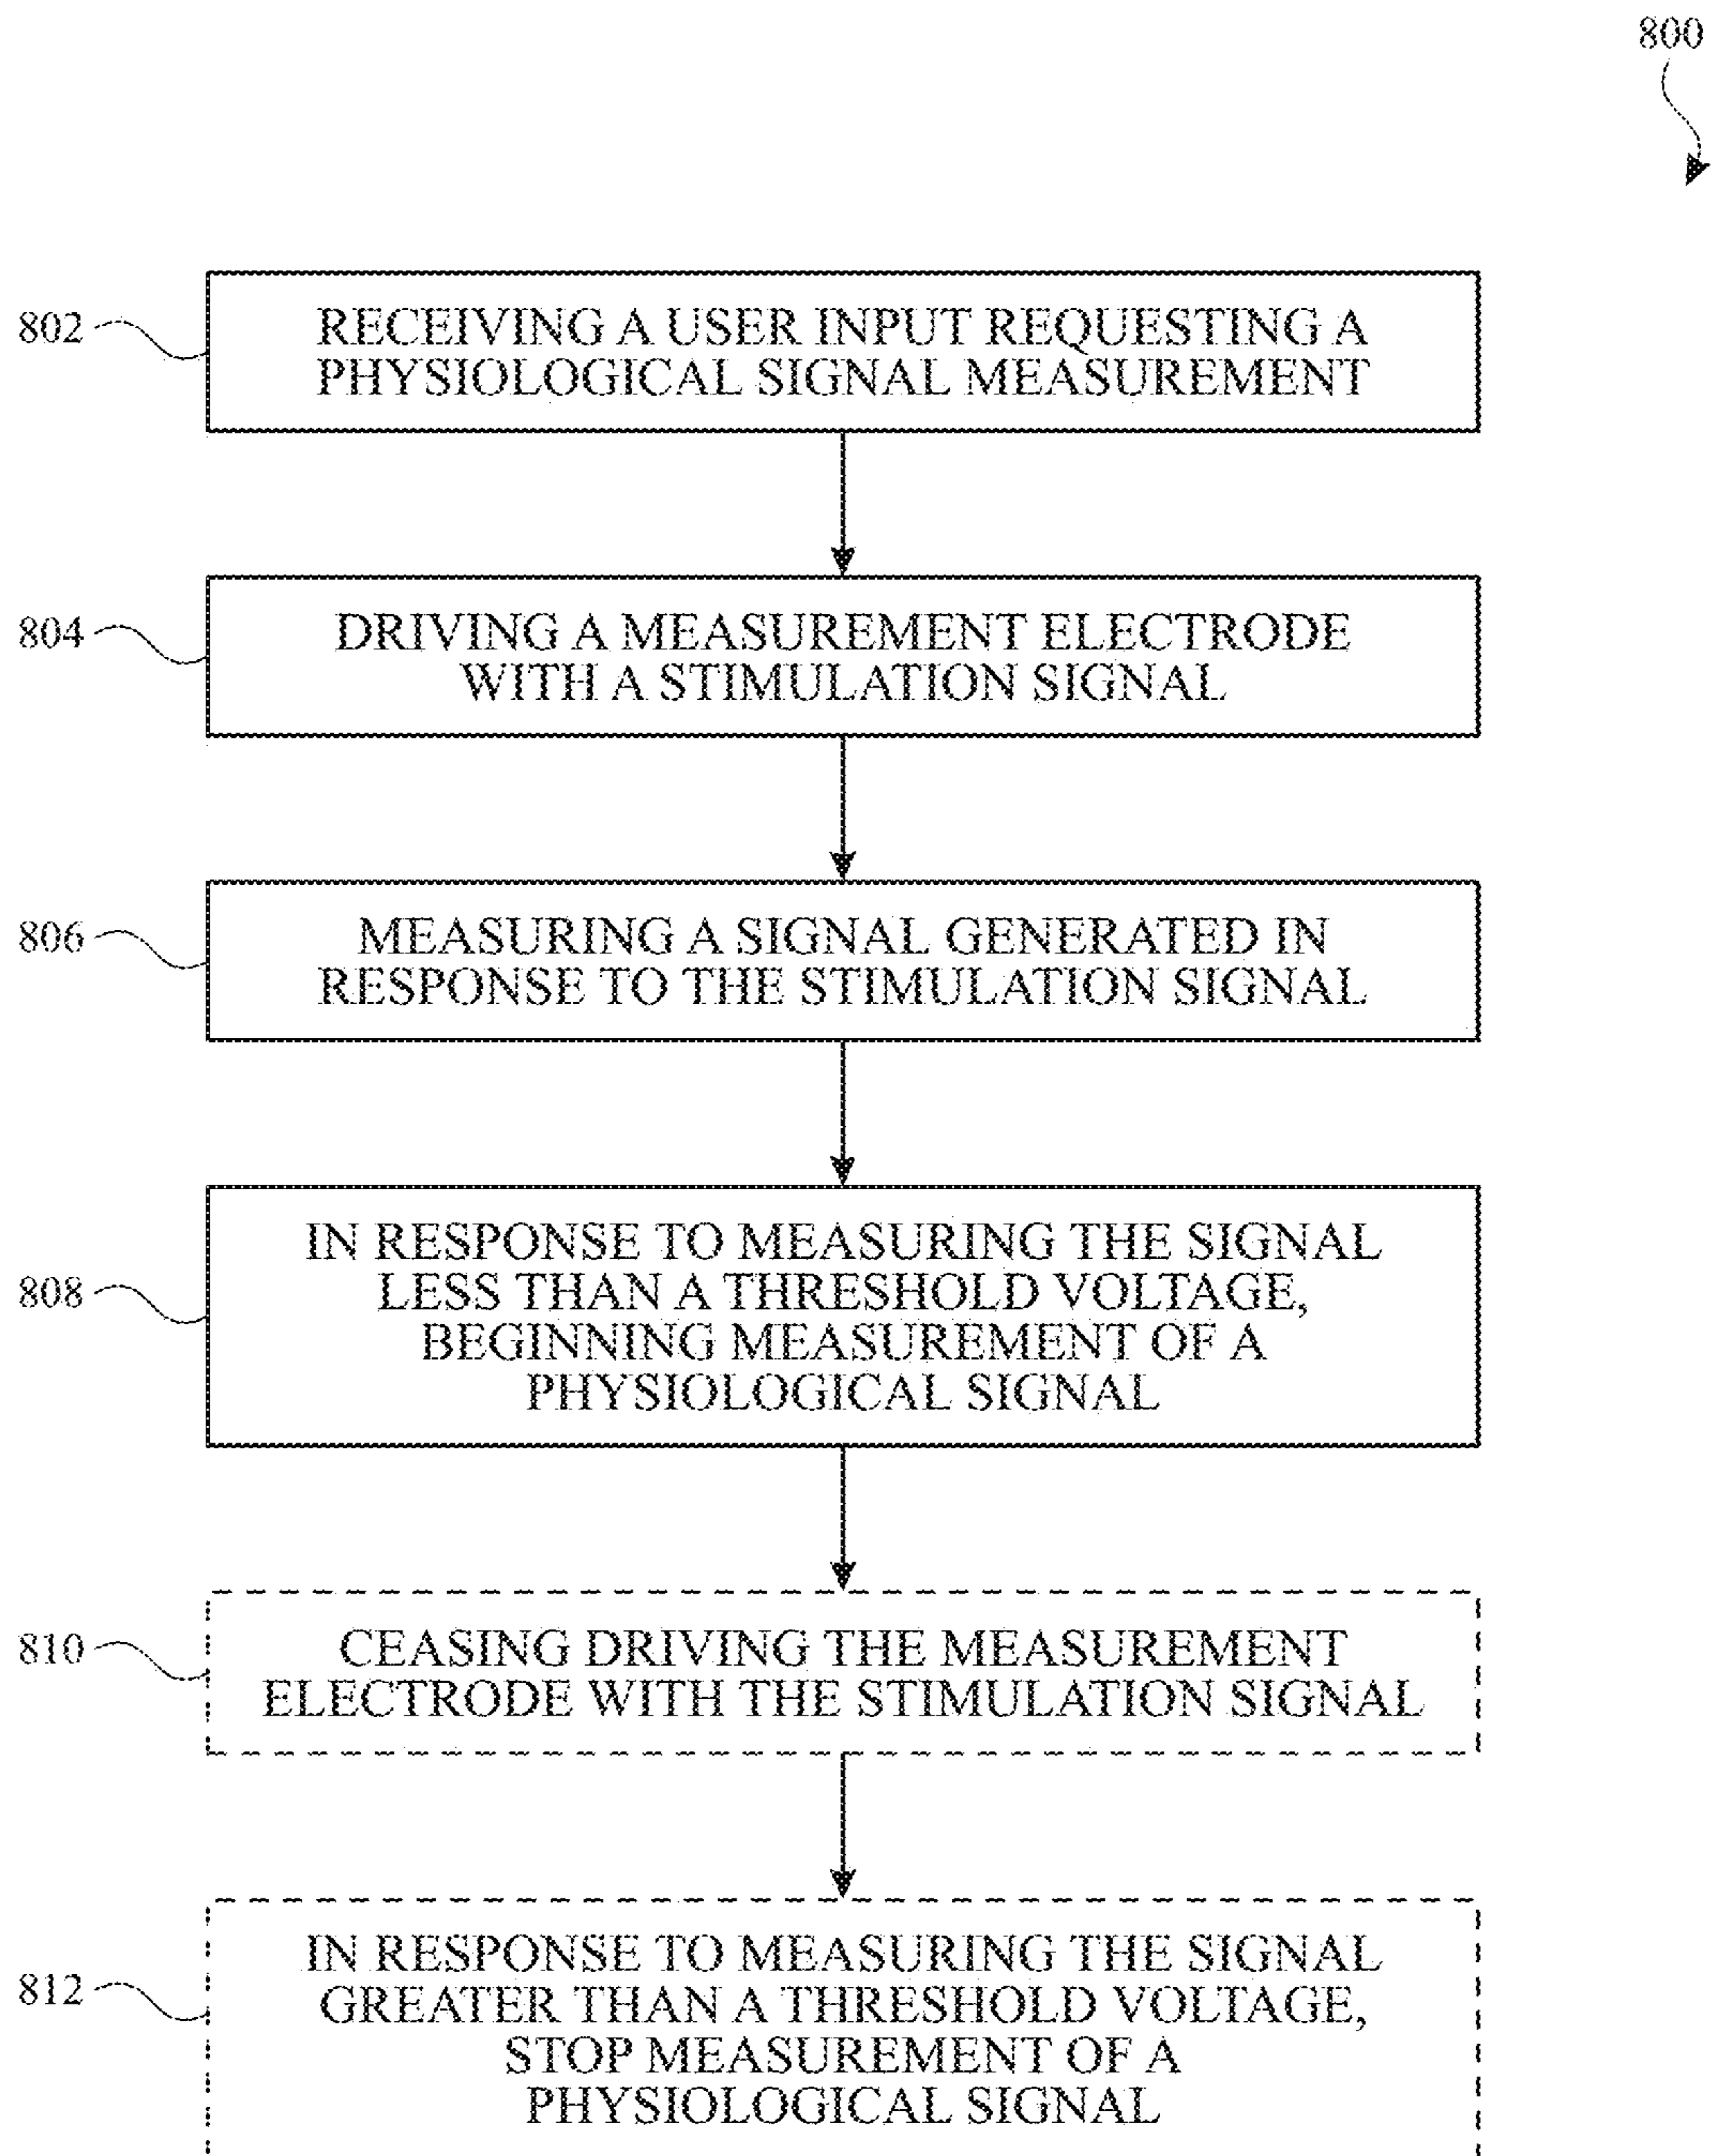 800
802
RECEIVING A USER INPUT REQUESTING A
PHYSIOLOGICAL SIGNAL MEASUREMENT
804
DRIVING A MEASUREMENT ELECTRODE
WITH A STIMULATION SIGNAL
806
MEASURING A SIGNAL GENERATED IN
RESPONSE TO THE STIMULATION SIGNAL
808
IN RESPONSE TO MEASURING THE SIGNAL
LESS THAN A THRESHOLD VOLTAGE,
BEGINNING MEASUREMENT OF A
PHYSIOLOGICAL SIGNAL
810
CEASING DRIVING THE MEASUREMENT
ELECTRODE WITH THE STIMULATION SIGNAL
812
IN RESPONSE TO MEASURING THE SIGNAL
GREATER THAN A THRESHOLD VOLTAGE,
STOP MEASUREMENT OF A
PHYSIOLOGICAL SIGNAL